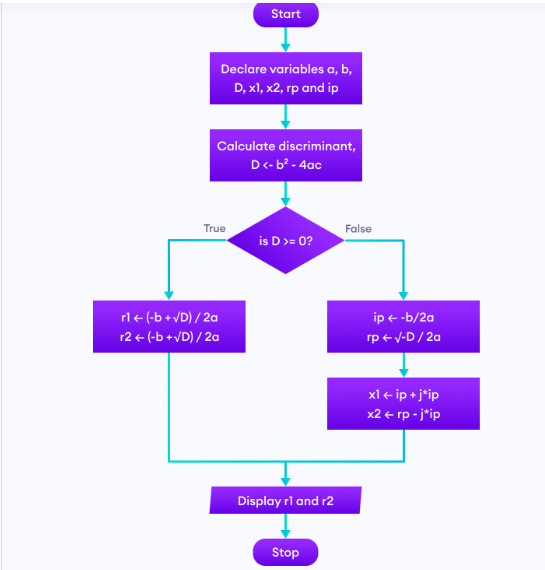 Start
Declare variables a, b,
D, x1, x2, rp and ip
Calculate discriminant,
D <- b² - 4ac
True
False
is D >= 0?
r1 ← (-b +√D) / 2a
r2 ← (-b +√D) / 2a
ip ← -b/2a
rp ← √-D / 2a
x1 ← ip + j*ip
x2 ← rp - j*ip
Display r1 and r2
Stop